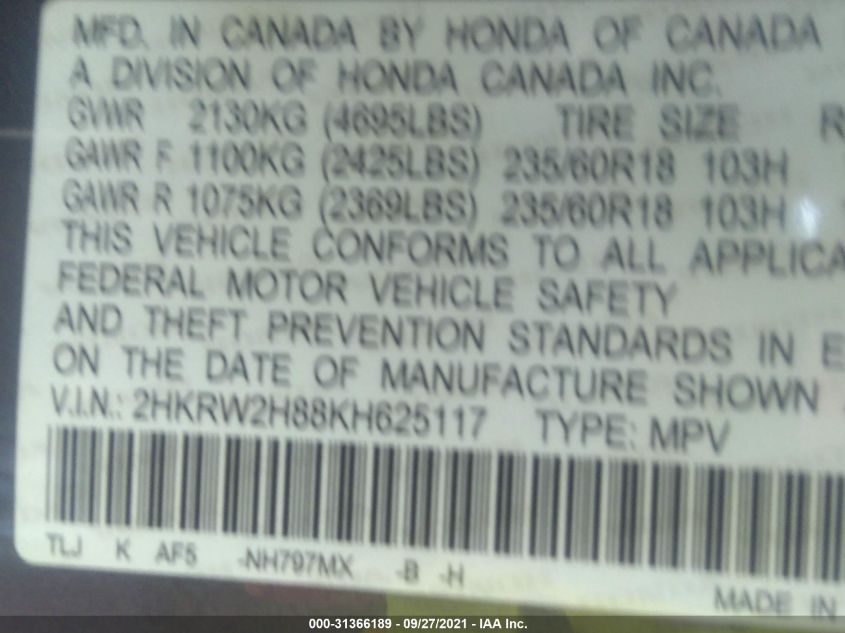 MFD. IN CANADA BY HONDA OF CANADA
A DIVISION OF HONDA CANADA INC.
GVWR 2130KG (4695LBS) TIRE SIZE R
GAWR F 1100KG (2425LBS) 235/60R18 103H
GAWR R 1075KG (2369LBS) 235/60R18 103H
THIS VEHICLE CONFORMS TO ALL APPLICA
FEDERAL MOTOR VEHICLE SAFETY
AND THEFT PREVENTION STANDARDS IN E
ON THE DATE OF MANUFACTURE SHOWN
V.I.N.: 2HKRW2H88KH625117 TYPE: MPV
TLJ K AF5 -NH797MX -B -H
MADE IN
000-31366189 - 09/27/2021 - IAA Inc.